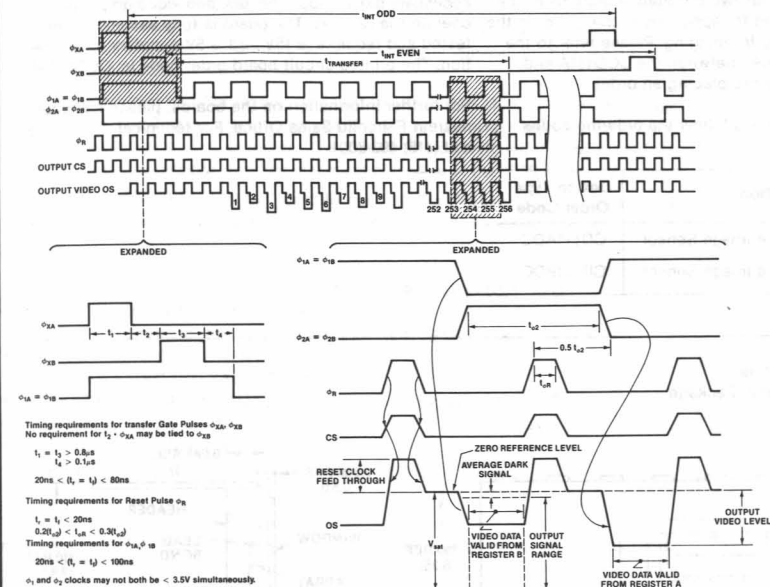 tINT ODD
ϕXA
tINT EVEN
tTRANSFER
ϕXB
ϕ1A = ϕ1B
ϕ2A = ϕ2B
ϕR
OUTPUT CS
OUTPUT VIDEO OS
1 2 3 4 5 6 7 8 9 252 253 254 255 256
EXPANDED
EXPANDED
ϕXA
t1 t2 t3 t4
ϕXB
ϕ1A = ϕ1B
Timing requirements for transfer Gate Pulses ϕXA, ϕXB
No requirement for t2 · ϕXA may be tied to ϕXB
t1 = t3 > 0.8μs
t4 > 0.1μs
20ns < (tr = tf) < 80ns
Timing requirements for Reset Pulse ϕR
tr = tf < 20ns
0.2(to2) < toR < 0.3(to2)
Timing requirements for ϕ1A, ϕ1B
20ns < (tr = tf) < 100ns
ϕ1 and ϕ2 clocks may not both be < 3.5V simultaneously.
ϕ1A = ϕ1B
ϕ2A = ϕ2B
to2
0.5 to2
ϕR
toR
CS
RESET CLOCK
FEED THROUGH
ZERO REFERENCE LEVEL
AVERAGE DARK
SIGNAL
OS
Vsat
VIDEO DATA
VALID FROM
REGISTER B
OUTPUT
SIGNAL
RANGE
OUTPUT
VIDEO LEVEL
VIDEO DATA
VALID FROM
REGISTER A